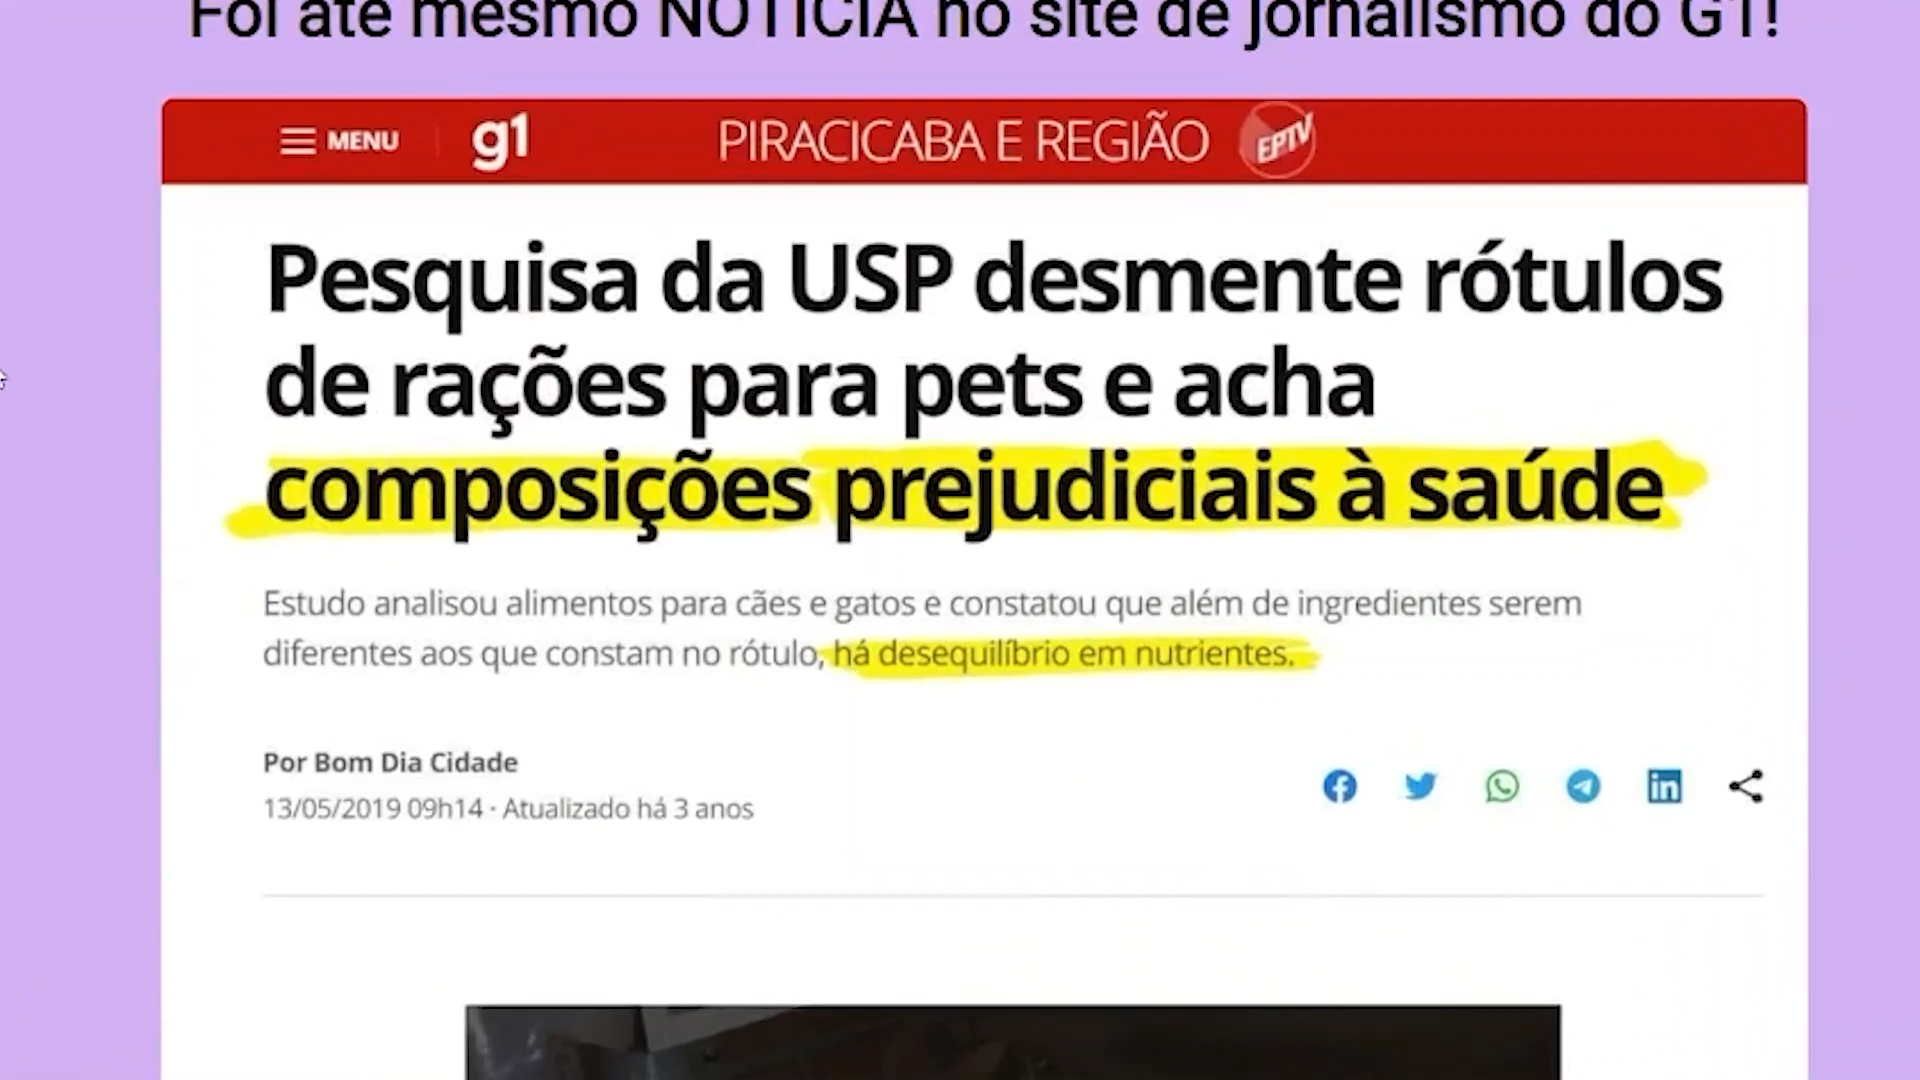 Foi até mesmo NOTÍCIA no site de jornalismo do G1!
MENU g1 PIRACICABA E REGIÃO EPTV
Pesquisa da USP desmente rótulos
de rações para pets e acha
composições prejudiciais à saúde
Estudo analisou alimentos para cães e gatos e constatou que além de ingredientes serem
diferentes aos que constam no rótulo, há desequilíbrio em nutrientes.
Por Bom Dia Cidade
13/05/2019 09h14 · Atualizado há 3 anos
in